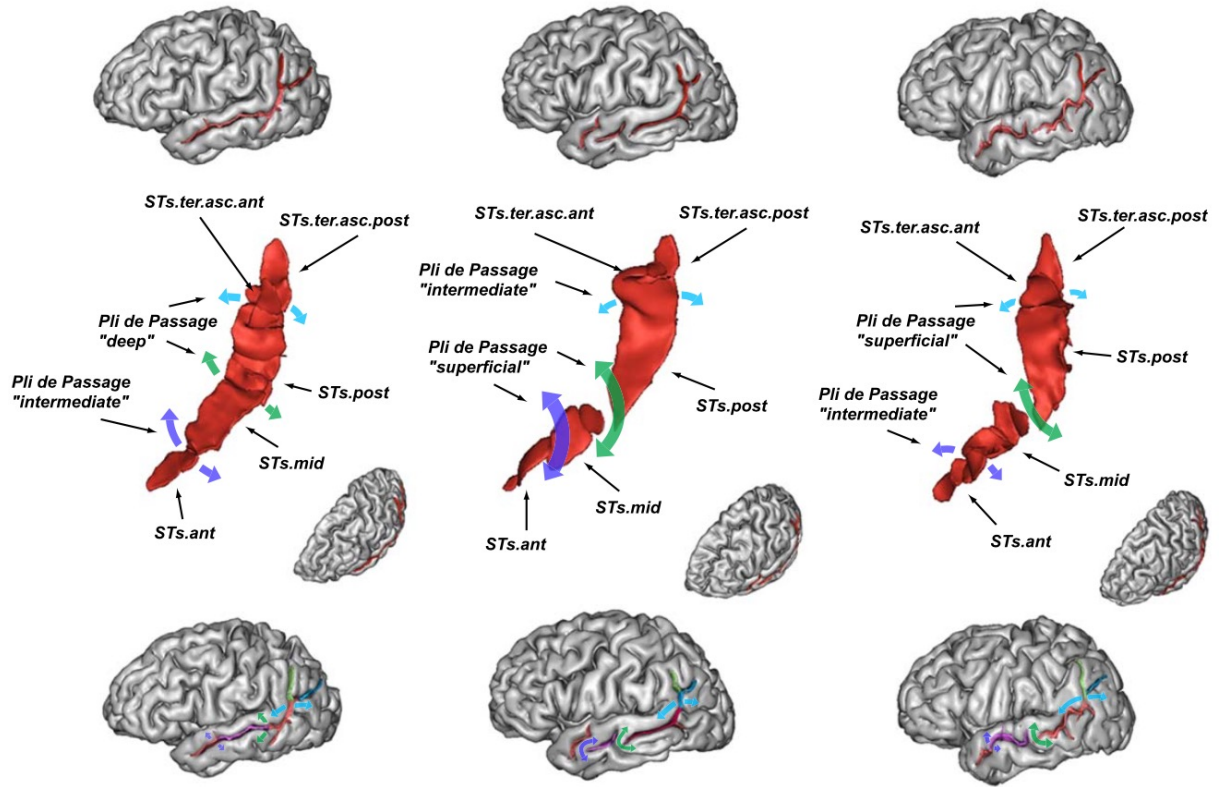 STs.ter.asc.ant
STs.ter.asc.post
Pli de Passage
"deep"
Pli de Passage
"intermediate"
STs.post
STs.mid
STs.ant
STs.ter.asc.ant
STs.ter.asc.post
Pli de Passage
"intermediate"
Pli de Passage
"superficial"
STs.post
STs.mid
STs.ant
STs.ter.asc.ant
STs.ter.asc.post
Pli de Passage
"superficial"
STs.post
Pli de Passage
"intermediate"
STs.mid
STs.ant